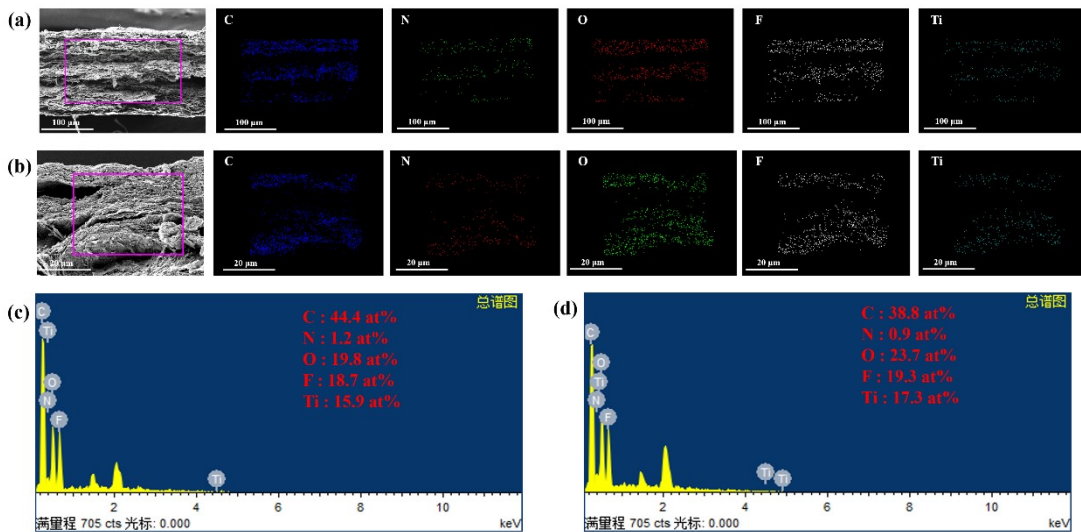 (a)
C
N
O
F
Ti
100 μm
100 μm
100 μm
100 μm
100 μm
100 μm
(b)
C
N
O
F
Ti
20 μm
20 μm
20 μm
20 μm
20 μm
20 μm
(c)
总谱图
C : 44.4 at%
N : 1.2 at%
O : 19.8 at%
F : 18.7 at%
Ti : 15.9 at%
C
Ti
O
N
F
Ti
2
4
6
8
10
满量程 705 cts 光标: 0.000
keV
(d)
总谱图
C : 38.8 at%
N : 0.9 at%
O : 23.7 at%
F : 19.3 at%
Ti : 17.3 at%
C
O
Ti
N
F
Ti
Ti
2
4
6
8
10
满量程 705 cts 光标: 0.000
keV